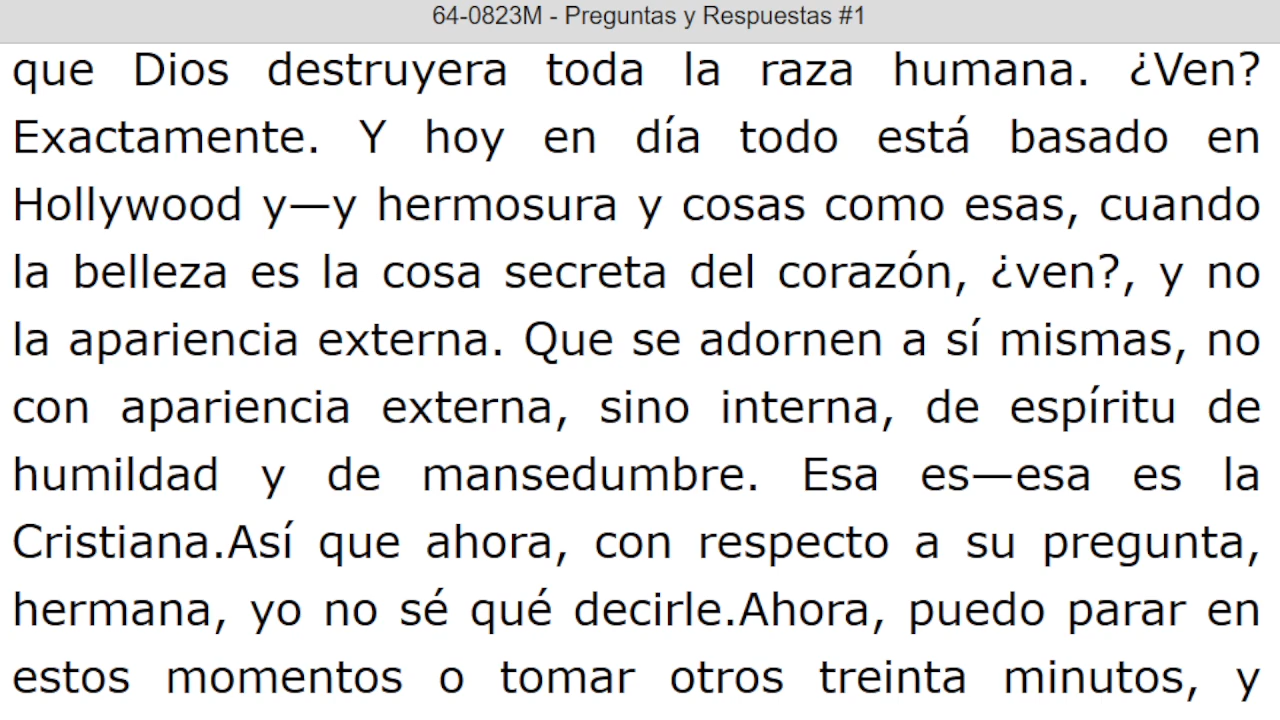 64-0823M - Preguntas y Respuestas #1
que Dios destruyera toda la raza humana. ¿Ven?
Exactamente. Y hoy en día todo está basado en
Hollywood y—y hermosura y cosas como esas, cuando
la belleza es la cosa secreta del corazón, ¿ven?, y no
la apariencia externa. Que se adornen a sí mismas, no
con apariencia externa, sino interna, de espíritu de
humildad y de mansedumbre. Esa es—esa es la
Cristiana.Así que ahora, con respecto a su pregunta,
hermana, yo no sé qué decirle.Ahora, puedo parar en
estos momentos o tomar otros treinta minutos, y